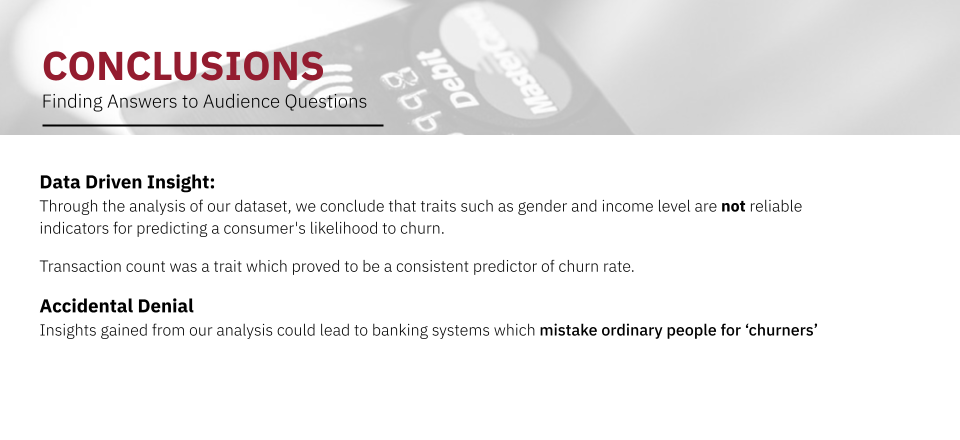 CONCLUSIONS
Finding Answers to Audience Questions
Debit
MasterCard
Data Driven Insight:
Through the analysis of our dataset, we conclude that traits such as gender and income level are not reliable
indicators for predicting a consumer's likelihood to churn.
Transaction count was a trait which proved to be a consistent predictor of churn rate.
Accidental Denial
Insights gained from our analysis could lead to banking systems which mistake ordinary people for ‘churners’